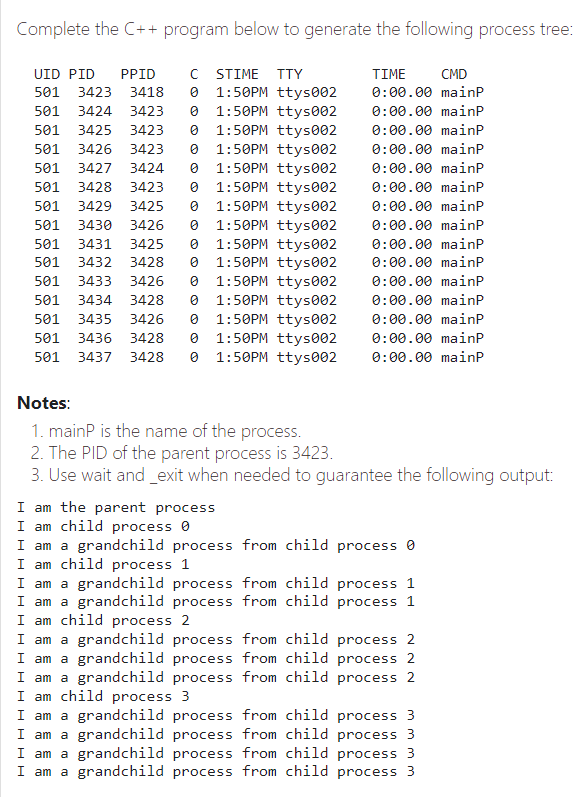 Complete the C++ program below to generate the following process tree:
UID PID PPID C STIME TTY TIME CMD
501 3423 3418 0 1:50PM ttys002 0:00.00 mainP
501 3424 3423 0 1:50PM ttys002 0:00.00 mainP
501 3425 3423 0 1:50PM ttys002 0:00.00 mainP
501 3426 3423 0 1:50PM ttys002 0:00.00 mainP
501 3427 3424 0 1:50PM ttys002 0:00.00 mainP
501 3428 3423 0 1:50PM ttys002 0:00.00 mainP
501 3429 3425 0 1:50PM ttys002 0:00.00 mainP
501 3430 3426 0 1:50PM ttys002 0:00.00 mainP
501 3431 3425 0 1:50PM ttys002 0:00.00 mainP
501 3432 3428 0 1:50PM ttys002 0:00.00 mainP
501 3433 3426 0 1:50PM ttys002 0:00.00 mainP
501 3434 3428 0 1:50PM ttys002 0:00.00 mainP
501 3435 3426 0 1:50PM ttys002 0:00.00 mainP
501 3436 3428 0 1:50PM ttys002 0:00.00 mainP
501 3437 3428 0 1:50PM ttys002 0:00.00 mainP
Notes:
1. mainP is the name of the process.
2. The PID of the parent process is 3423.
3. Use wait and _exit when needed to guarantee the following output:
I am the parent process
I am child process 0
I am a grandchild process from child process 0
I am child process 1
I am a grandchild process from child process 1
I am a grandchild process from child process 1
I am child process 2
I am a grandchild process from child process 2
I am a grandchild process from child process 2
I am a grandchild process from child process 2
I am child process 3
I am a grandchild process from child process 3
I am a grandchild process from child process 3
I am a grandchild process from child process 3
I am a grandchild process from child process 3